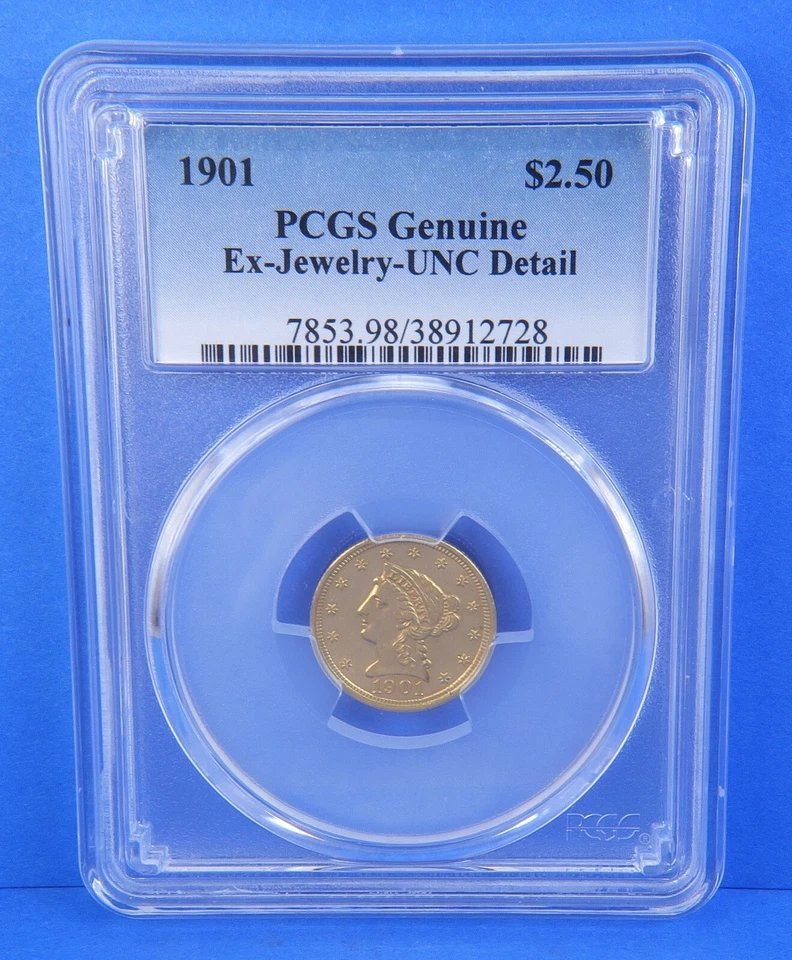 1901 $2.50
PCGS Genuine
Ex-Jewelry-UNC Detail
7853.98/38912728
LIBERTY
1901
PCGS®